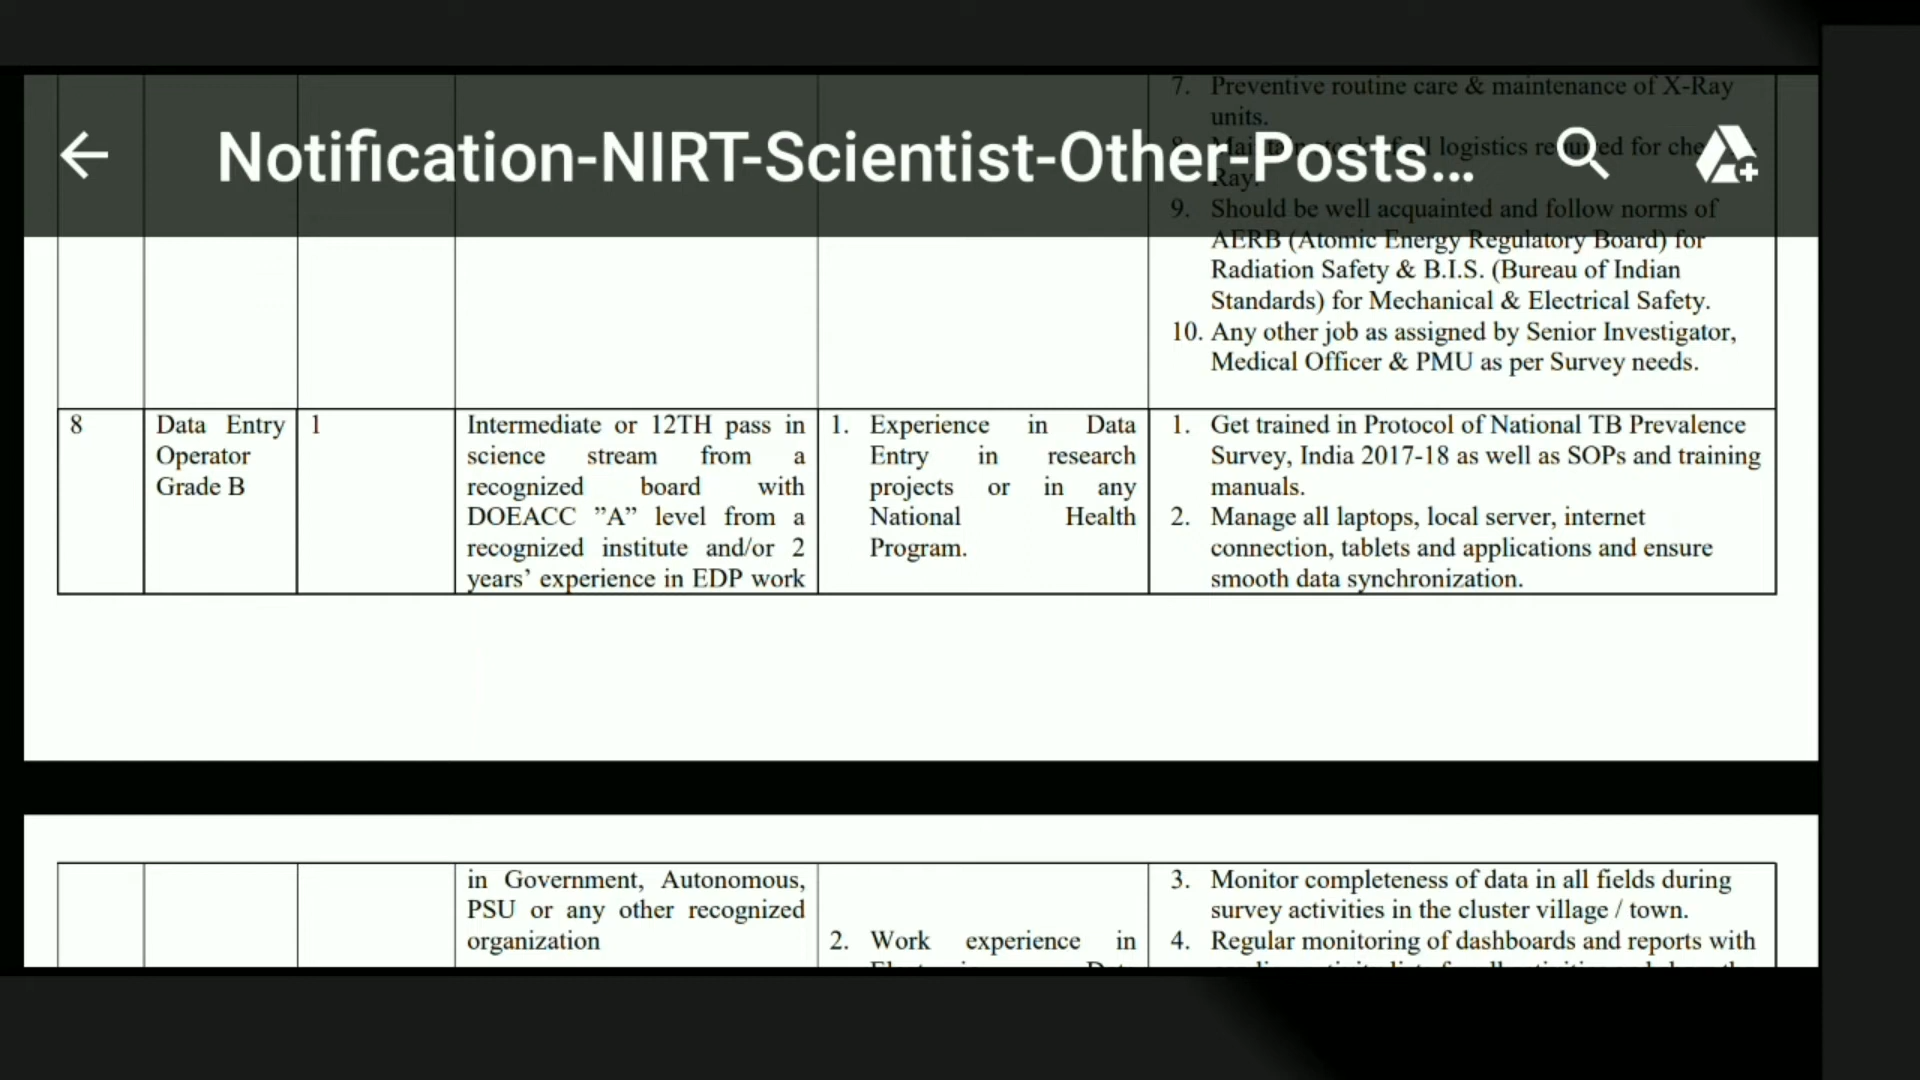 7. Preventive routine care & maintenance of X-Ray
units.
Notification-NIRT-Scientist-Other-Posts...
8. all logistics required for
Ray.
9. Should be well acquainted and follow norms of
AERB (Atomic Energy Regulatory Board) for
Radiation Safety & B.I.S. (Bureau of Indian
Standards) for Mechanical & Electrical Safety.
10. Any other job as assigned by Senior Investigator,
Medical Officer & PMU as per Survey needs.
8
Data Entry
Operator
Grade B
1
Intermediate or 12TH pass in
science stream from a
recognized board with
DOEACC ”A” level from a
recognized institute and/or 2
years’ experience in EDP work
1. Experience in Data
Entry in research
projects or in any
National Health
Program.
1. Get trained in Protocol of National TB Prevalence
Survey, India 2017-18 as well as SOPs and training
manuals.
2. Manage all laptops, local server, internet
connection, tablets and applications and ensure
smooth data synchronization.
in Government, Autonomous,
PSU or any other recognized
organization
2. Work experience in
3. Monitor completeness of data in all fields during
survey activities in the cluster village / town.
4. Regular monitoring of dashboards and reports with